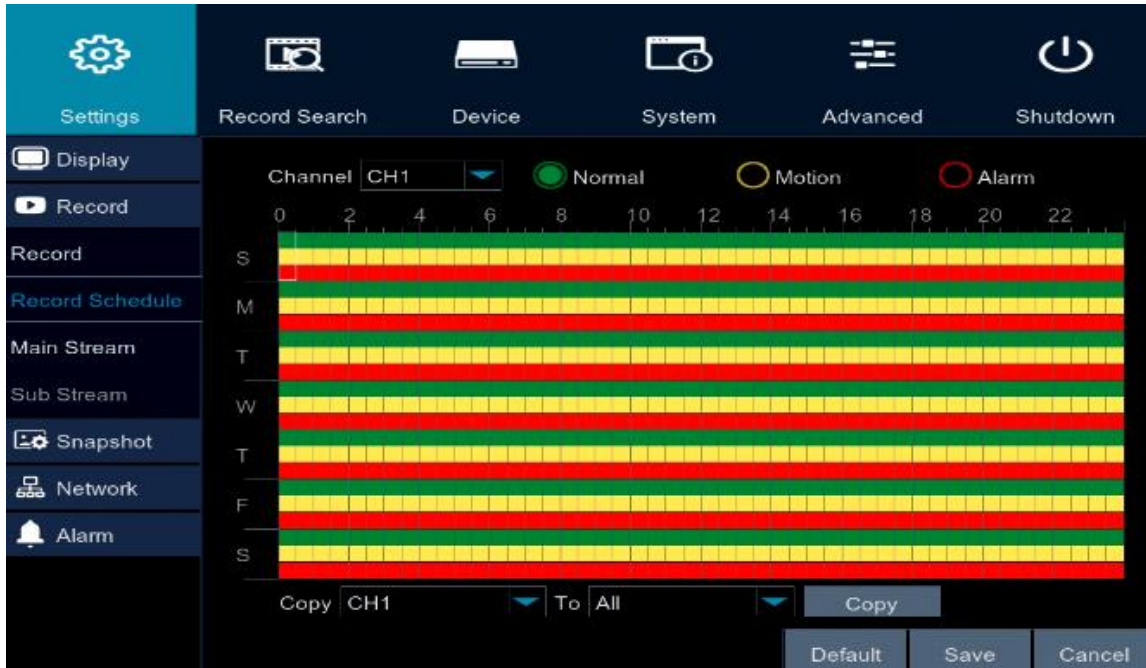 Settings Record Search Device System Advanced Shutdown
Display
Record
Record
Record Schedule
Main Stream
Sub Stream
Snapshot
Network
Alarm
Channel CH1 Normal Motion Alarm
0 2 4 6 8 10 12 14 16 18 20 22
S
M
T
W
T
F
S
Copy CH1 To All Copy
Default Save Cancel